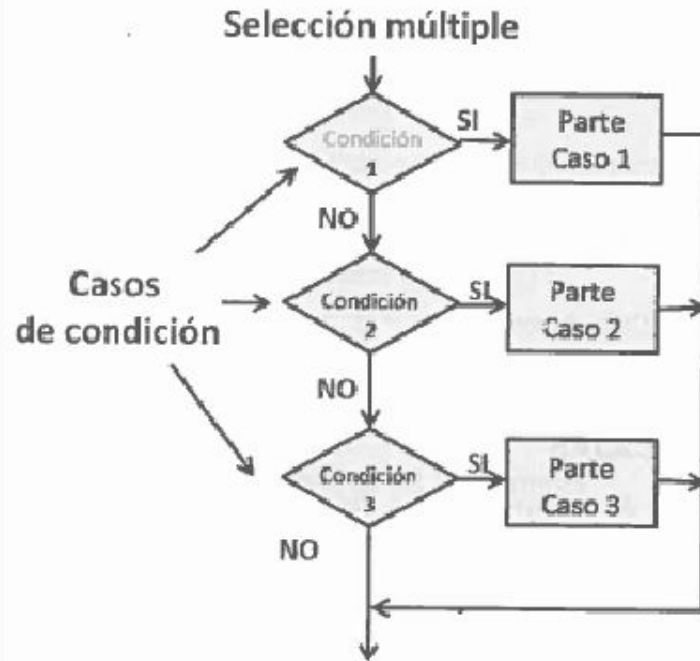 Selección múltiple
Condición
1
SI
Parte
Caso 1
NO
Casos
de condición
Condición
2
SI
Parte
Caso 2
NO
Condición
3
SI
Parte
Caso 3
NO